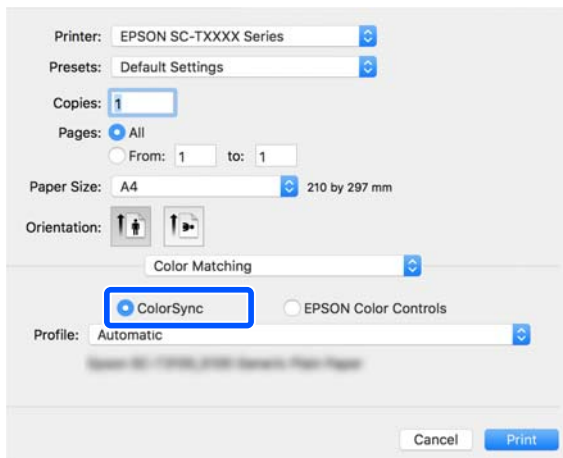 Printer: EPSON SC-TXXXX Series
Presets: Default Settings
Copies: 1
Pages: All
From: 1 to: 1
Paper Size: A4 210 by 297 mm
Orientation:
Color Matching
ColorSync EPSON Color Controls
Profile: Automatic
Cancel Print